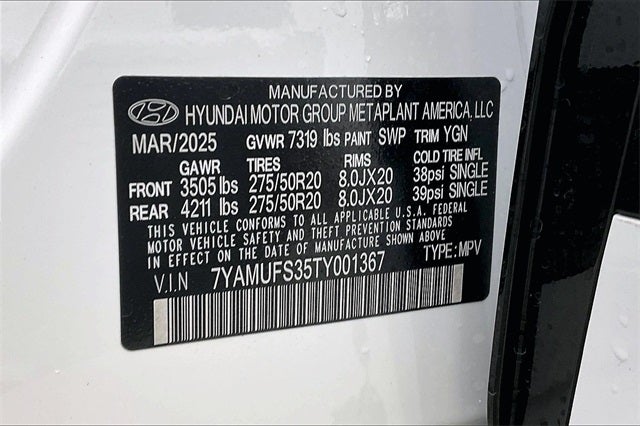 MANUFACTURED BY
HYUNDAI MOTOR GROUP METAPLANT AMERICA, LLC
MAR/2025 GVWR 7319 lbs PAINT SWP TRIM YGN
GAWR TIRES RIMS COLD TIRE INFL
FRONT 3505 lbs 275/50R20 8.0JX20 38psi SINGLE
REAR 4211 lbs 275/50R20 8.0JX20 39psi SINGLE
THIS VEHICLE CONFORMS TO ALL APPLICABLE U.S.A. FEDERAL
MOTOR VEHICLE SAFETY AND THEFT PREVENTION STANDARDS
IN EFFECT ON THE DATE OF MANUFACTURE SHOWN ABOVE.
V.I.N 7YAMUFS35TY001367 TYPE: MPV